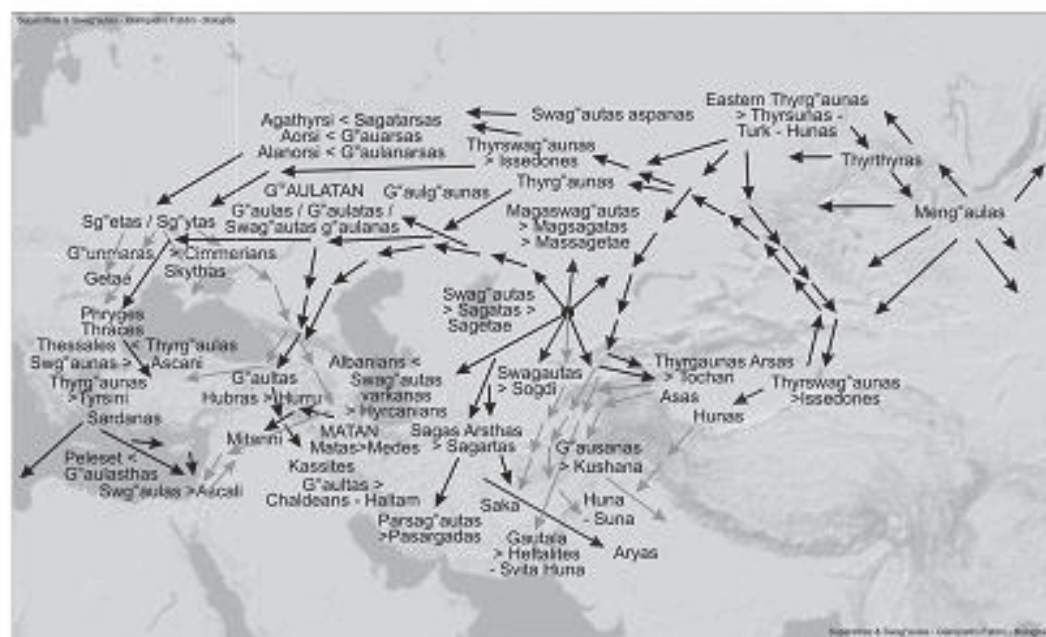 Swag"autas aspanas
Eastern Thyrg"aunas
> Thyrsunas -
Turk - Hunas
Agathyrsi < Sagatarsas
Aorsi < G"auarsas
Alanorsi < G"aulanarsas
Thyrswag"aunas
> Issedones
Thyrthyras
Thyrg"aunas
G"AULATAN
G"aulg"aunas
Meng"aulas
G"aulas / G"aulatas /
Swag"autas g"aulanas
Magaswag"autas
> Magsagatas
> Massagetae
Sg"etas / Sg"ytas
G"unmaras > Cimmerians
Skythas
Getae
Swag"autas
> Sagatas >
Sagetae
Phryges
Thraces
Thessales < Thyrg"aulas
Swg"aunas > Ascani
Thyrg"aunas
>Tyrsini
Sardanas
G"aultas
Hubras > Hurru
Albanians <
Swag"autas
varkanas
> Hyrcanians
Swagautas
> Sogdi
Thyrgaunas Arsas
> Tochari
Asas
Hunas
Thyrswag"aunas
>Issedones
Mitanni
MATAN
Matas>Medes
Sagas Arsthas
> Sagartas
G"ausanas
> Kushana
Peleset <
G"aulasthas
Swg"aulas >Ascali
Kassites
G"aultas >
Chaldeans - Haltam
Saka
Huna
- Suna
Parsag"autas
>Pasargadas
Gautala
> Heftalites
- Svita Huna
Aryas